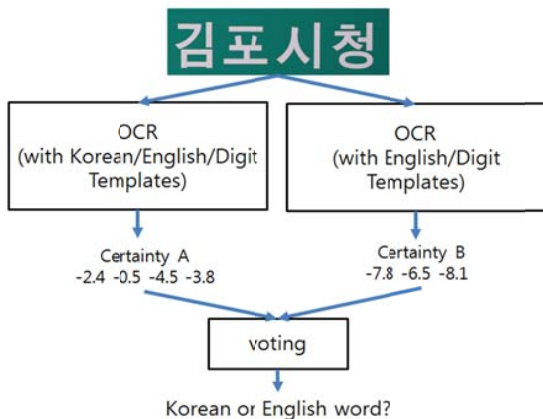 김포시청
OCR
(with Korean/English/Digit
Templates)
OCR
(with English/Digit
Templates)
Certainty A
-2.4 -0.5 -4.5 -3.8
Certainty B
-7.8 -6.5 -8.1
voting
Korean or English word?